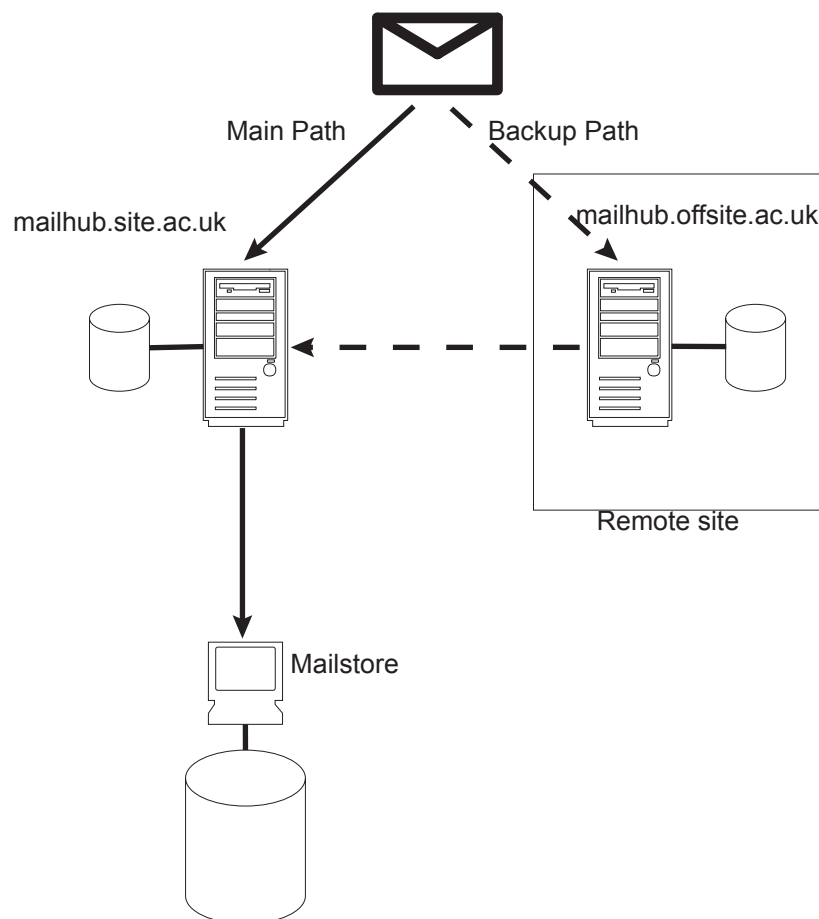 Main Path
Backup Path
mailhub.site.ac.uk
mailhub.offsite.ac.uk
Remote site
Mailstore